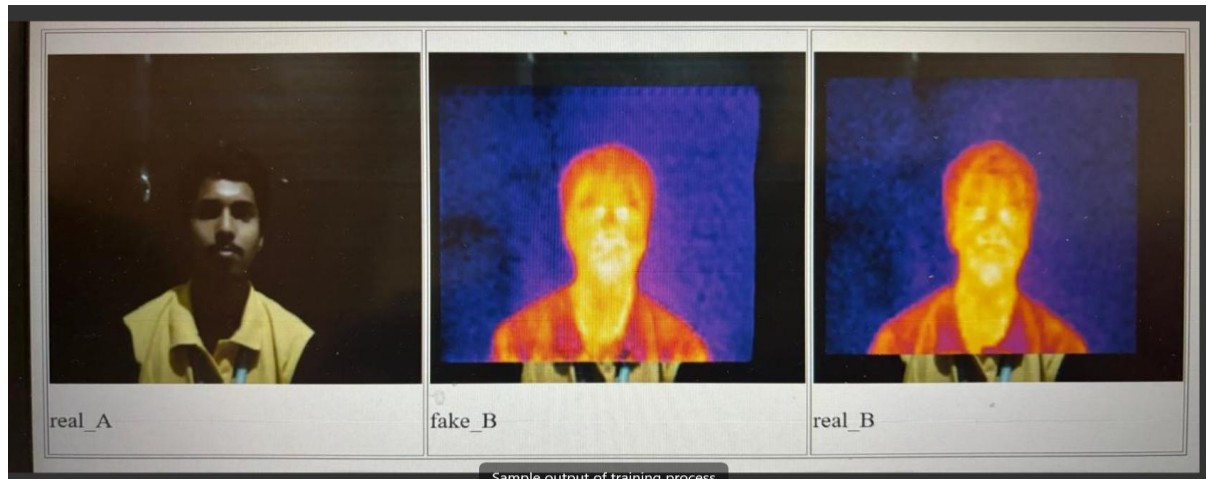 real_A
fake_B
real_B
Sample output of training process